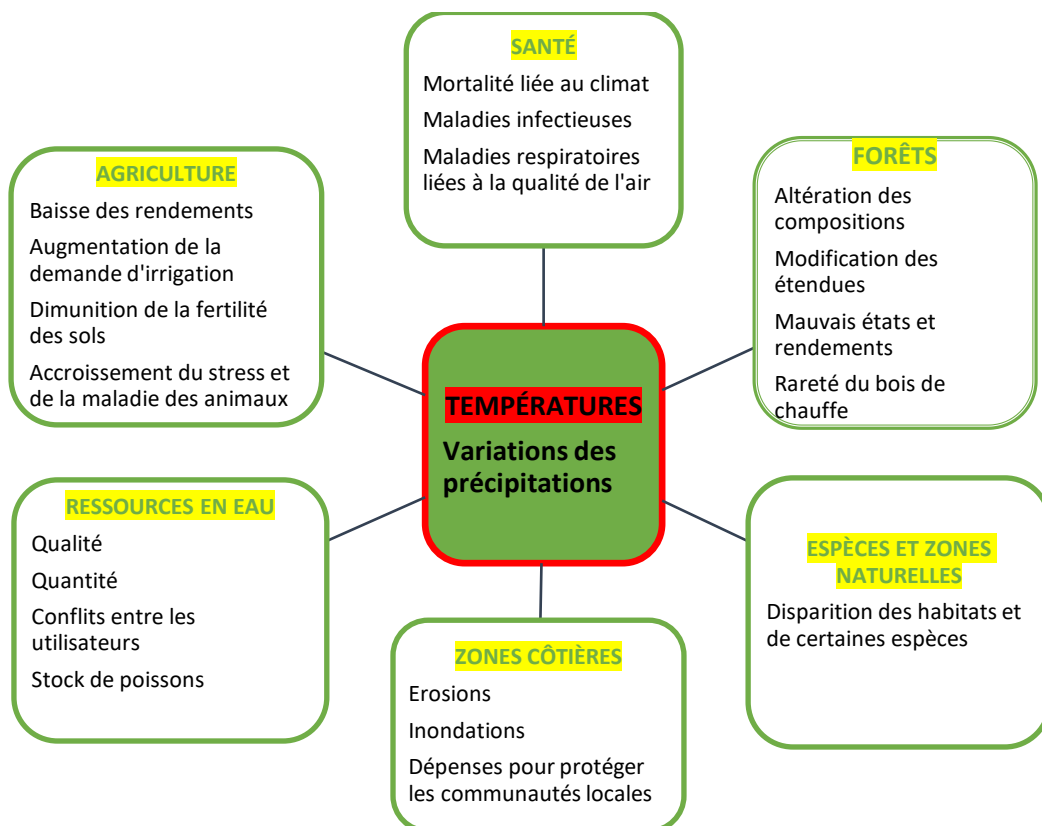 SANTÉ
Mortalité liée au climat
Maladies infectieuses
Maladies respiratoires
liées à la qualité de l'air
AGRICULTURE
Baisse des rendements
Augmentation de la
demande d'irrigation
Dimunition de la fertilité
des sols
Accroissement du stress et
de la maladie des animaux
FORÊTS
Altération des
compositions
Modification des
étendues
Mauvais états et
rendements
Rareté du bois de
chauffe
TEMPÉRATURES
Variations des
précipitations
RESSOURCES EN EAU
Qualité
Quantité
Conflits entre les
utilisateurs
Stock de poissons
ZONES CÔTIÈRES
Erosions
Inondations
Dépenses pour protéger
les communautés locales
ESPÈCES ET ZONES
NATURELLES
Disparition des habitats et
de certaines espèces